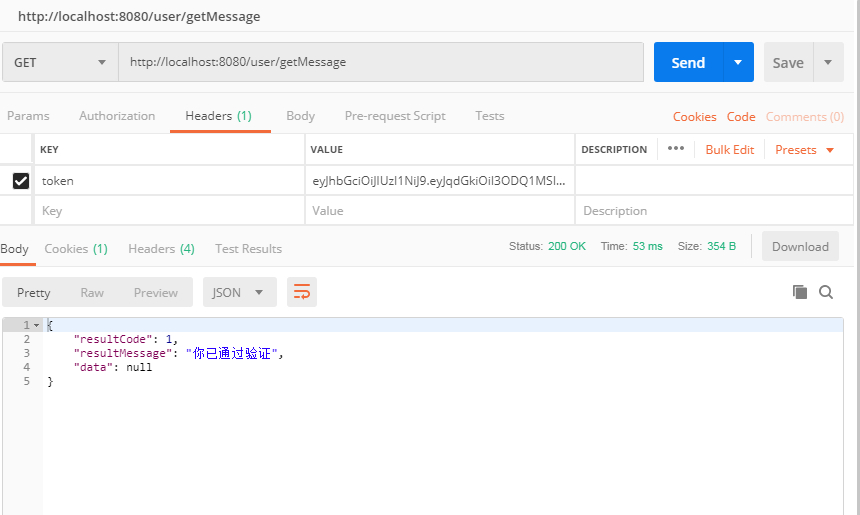 http://localhost:8080/user/getMessage
GET http://localhost:8080/user/getMessage Send Save
Params Authorization Headers (1) Body Pre-request Script Tests Cookies Code Comments (0)
KEY VALUE DESCRIPTION ••• Bulk Edit Presets
token eyJhbGciOiJIUzI1NiJ9.eyJqdGkiOiI3ODQ1MSI...
Key Value Description
Body Cookies (1) Headers (4) Test Results Status: 200 OK Time: 53 ms Size: 354 B Download
Pretty Raw Preview JSON
1 {
2 "resultCode": 1,
3 "resultMessage": "你已通过验证",
4 "data": null
5 }